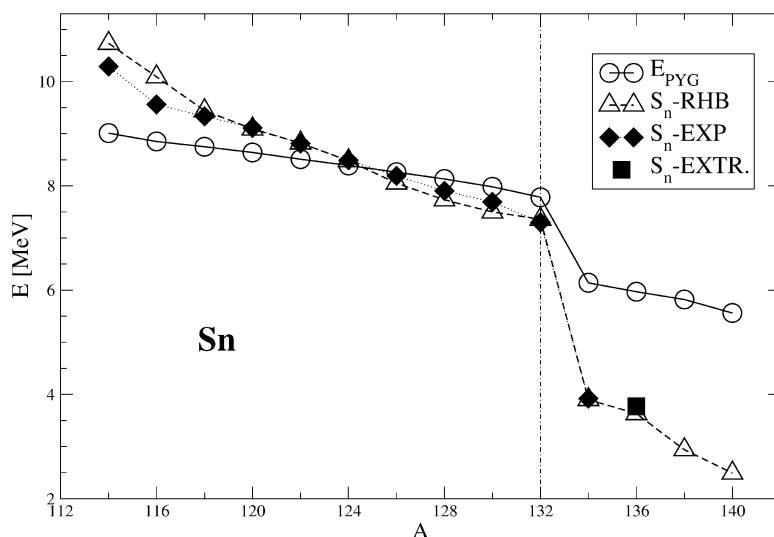 E [MeV]
10
8
6
4
2
112
116
120
124
128
132
136
140
A
Sn
E_PYG
S_n-RHB
S_n-EXP
S_n-EXTR.